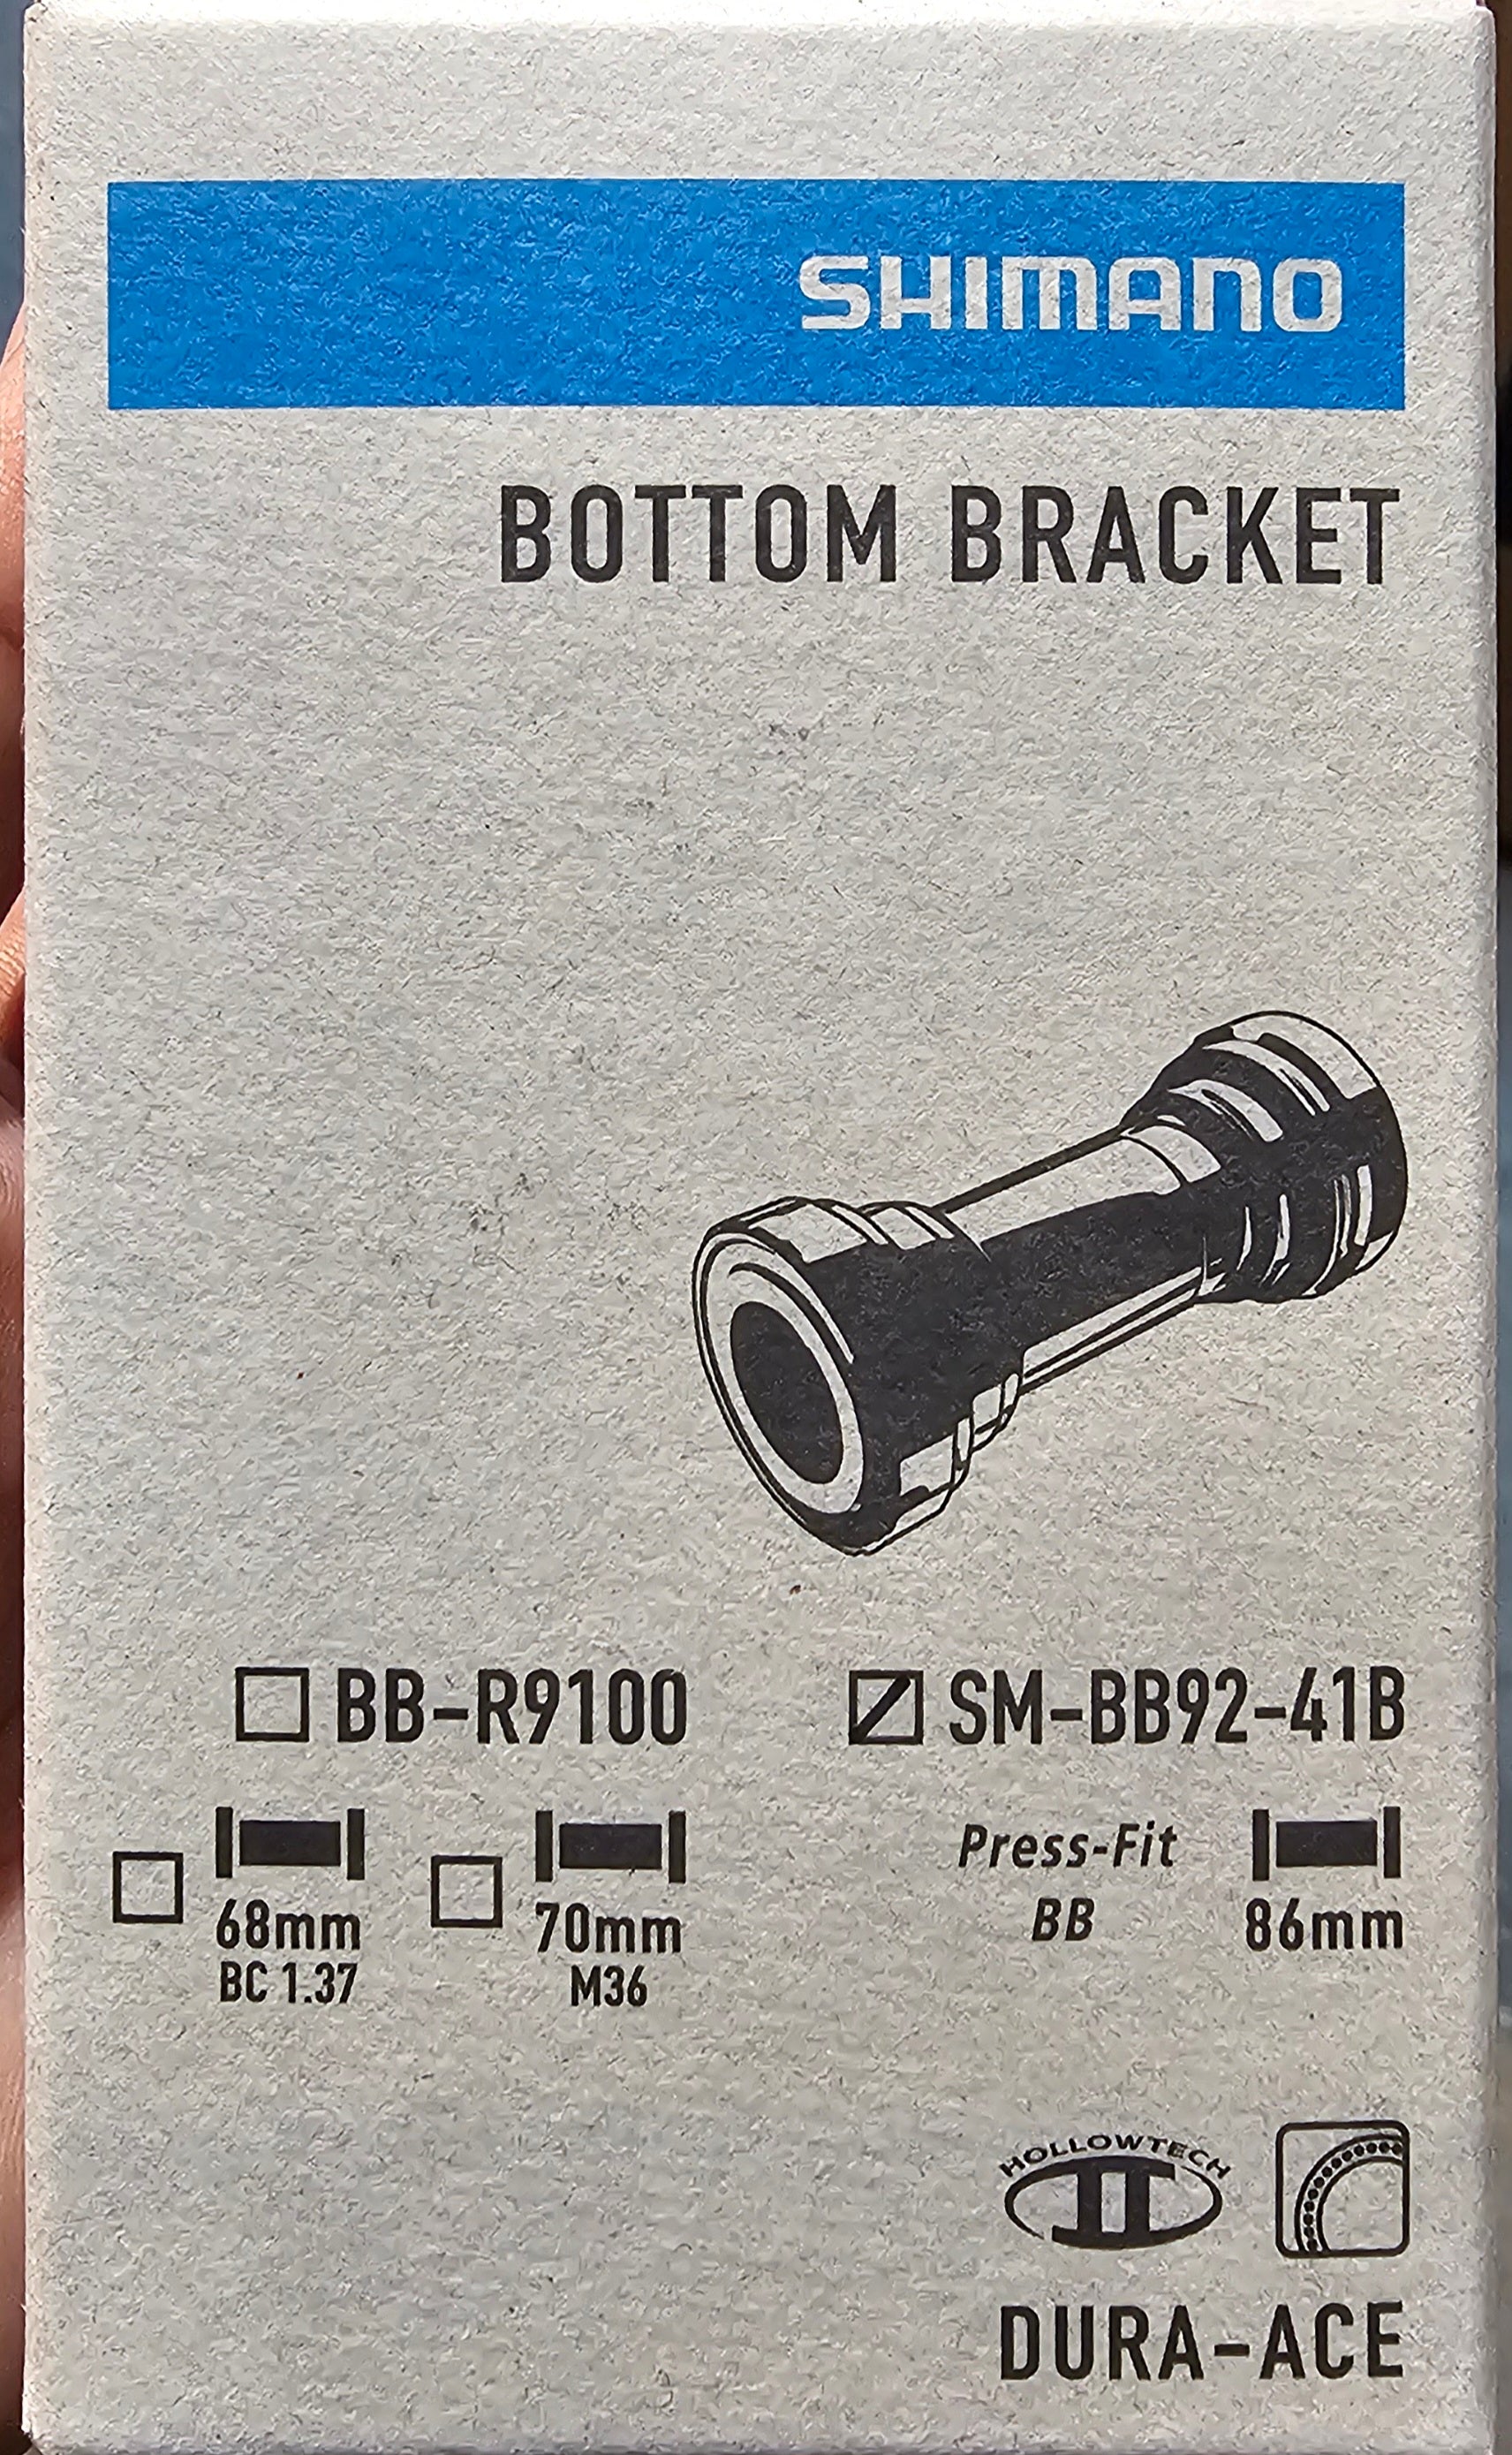 SHIMANO
BOTTOM BRACKET
BB-R9100
SM-BB92-41B
68mm
BC 1.37
70mm
M36
Press-Fit
BB
86mm
HOLLOWTECH
II
DURA-ACE